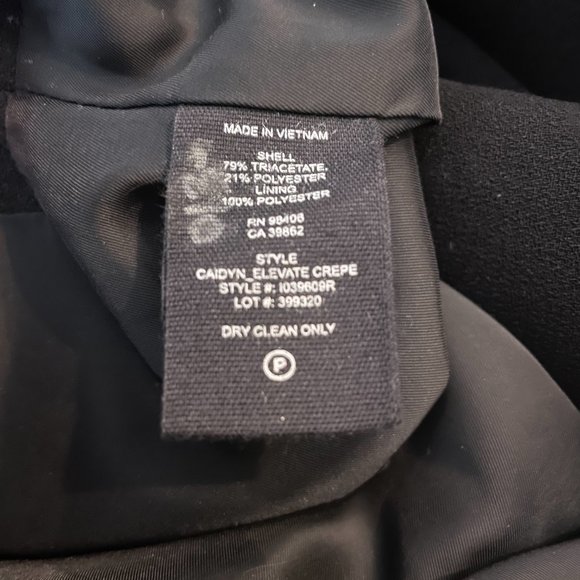 MADE IN VIETNAM
SHELL
79% TRIACETATE
21% POLYESTER
LINING
100% POLYESTER
RN 98406
CA 39862
STYLE
CAIDYN_ELEVATE CREPE
STYLE #: I039609R
LOT #: 399320
DRY CLEAN ONLY
P